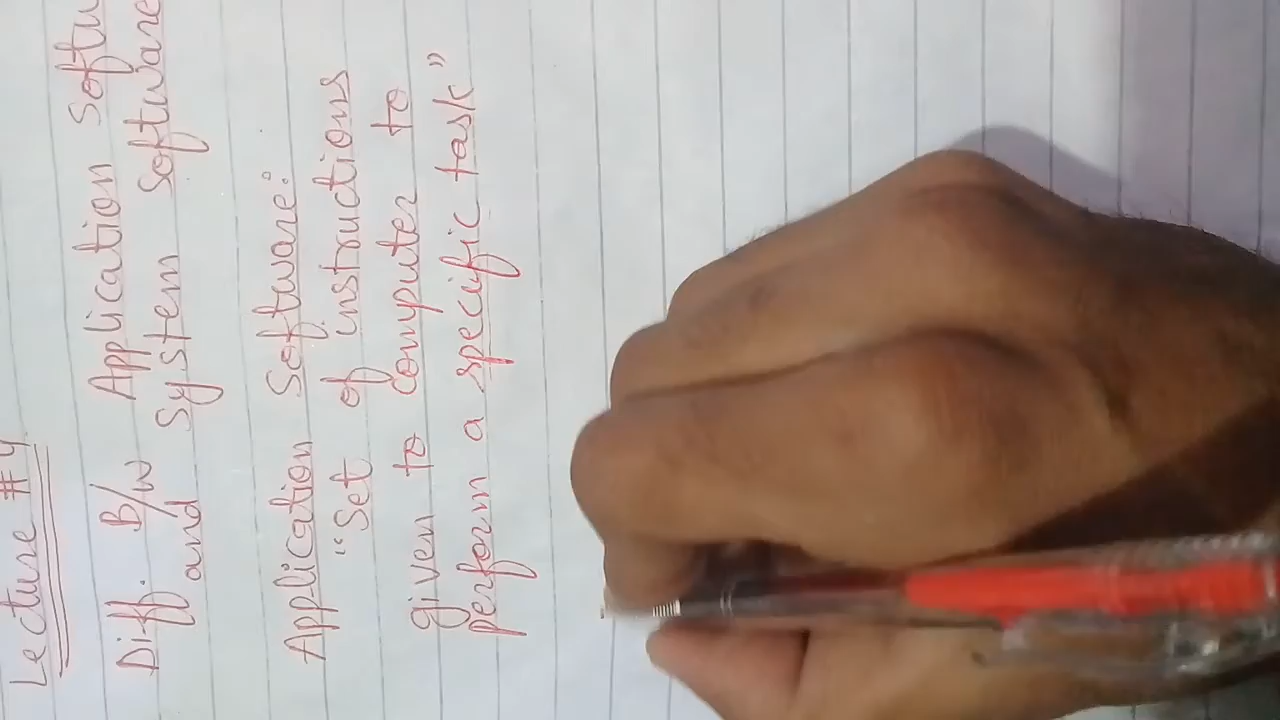 Lecture # 4
Diff. B/w Application Softw
and System Software
Application Software:
"Set of instructions
given to computer to
perform a specific task"